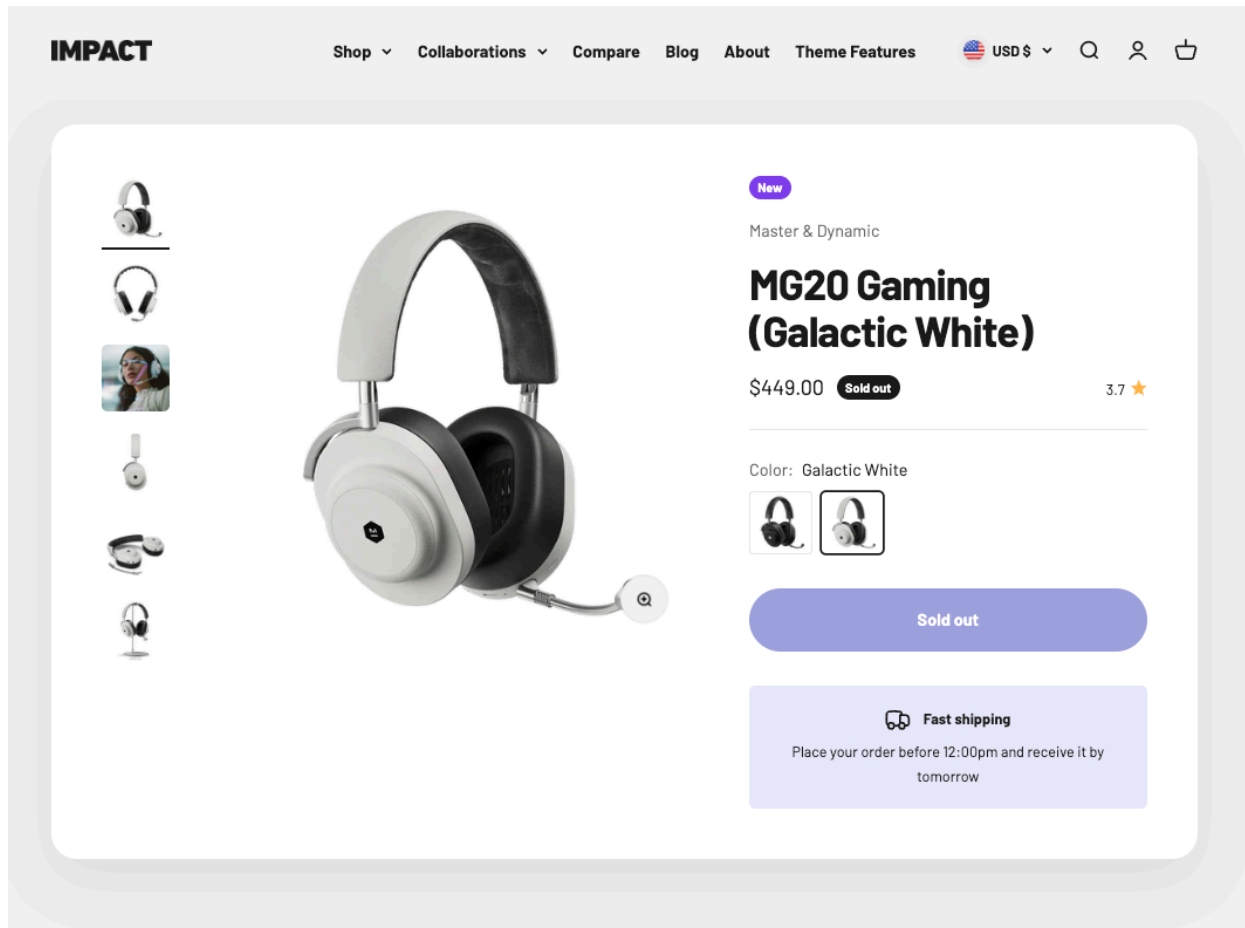 IMPACT
Shop
Collaborations
Compare
Blog
About
Theme Features
USD $
New
Master & Dynamic
MG20 Gaming
(Galactic White)
$449.00
Sold out
3.7
Color: Galactic White
Sold out
Fast shipping
Place your order before 12:00pm and receive it by
tomorrow